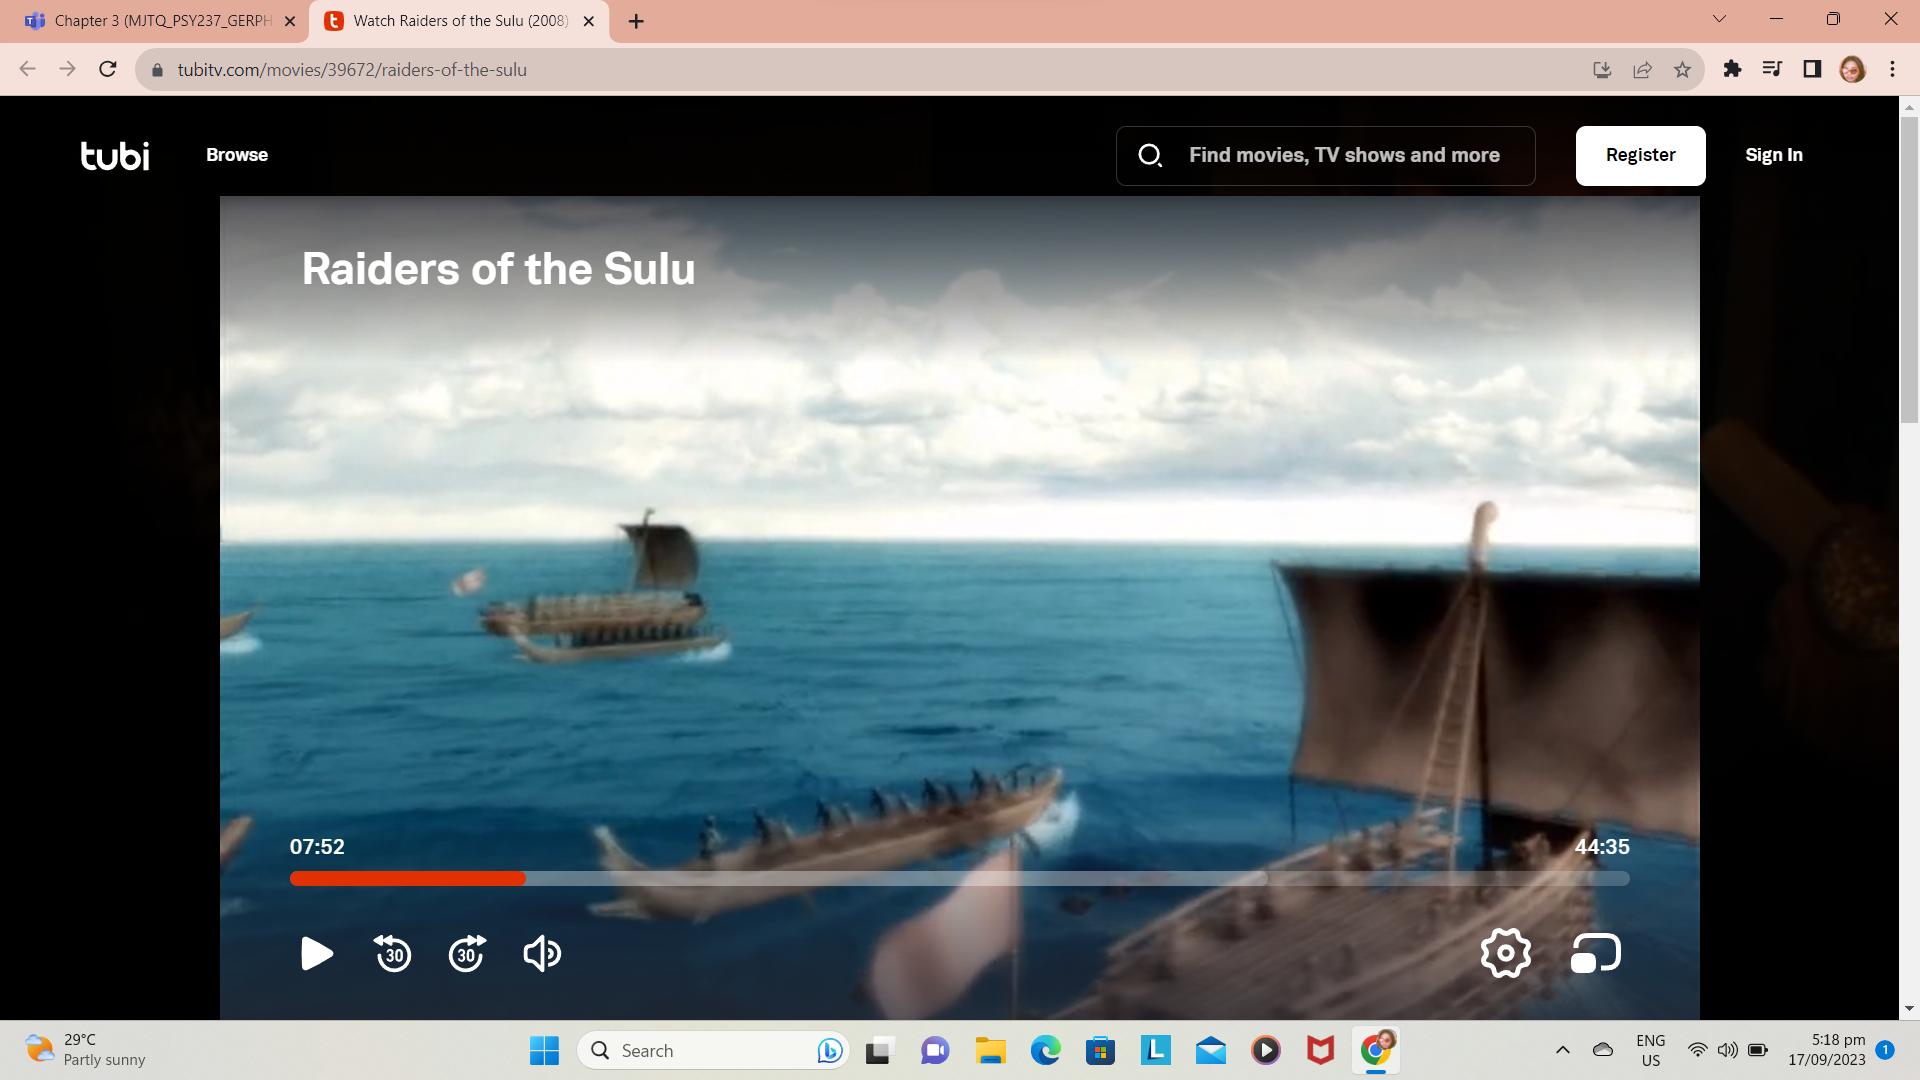 Chapter 3 (MJTQ_PSY237_GERPH
Watch Raiders of the Sulu (2008)
tubitv.com/movies/39672/raiders-of-the-sulu
tubi
Browse
Find movies, TV shows and more
Register
Sign In
Raiders of the Sulu
07:52
44:35
30
30
29°C
Partly sunny
Search
ENG
US
5:18 pm
17/09/2023
1